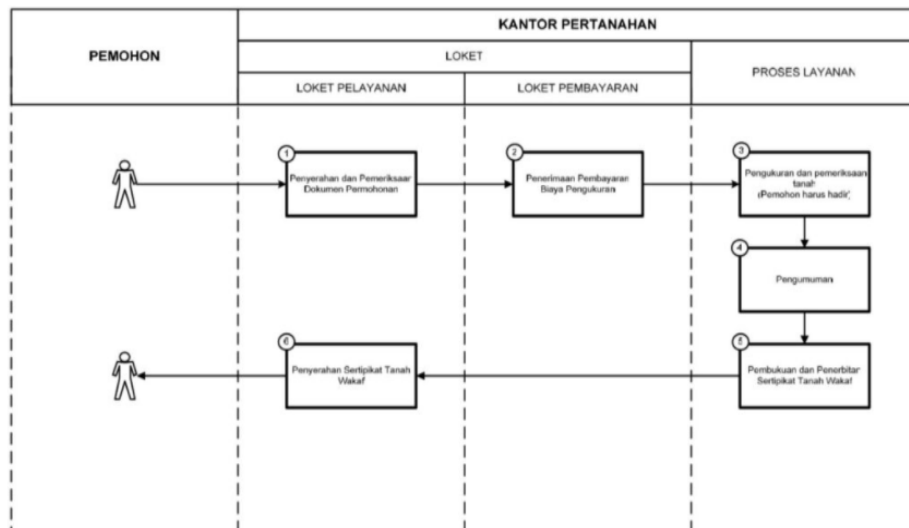 KANTOR PERTANAHAN
PEMOHON
LOKET
PROSES LAYANAN
LOKET PELAYANAN
LOKET PEMBAYARAN
1
Penyerahan dan Pemeriksaar
Dokumen Permohonan
2
Penerimaan Pembayaran
Biaya Pengukuran
3
Pengukuran dan pemeriksaan
tanah
(Pemohon harus hadir)
4
Pengumuman
5
Pembukuan dan Penerbitar
Sertipikat Tanah Wakaf
6
Penyerahan Sertipikat Tanah
Wakaf